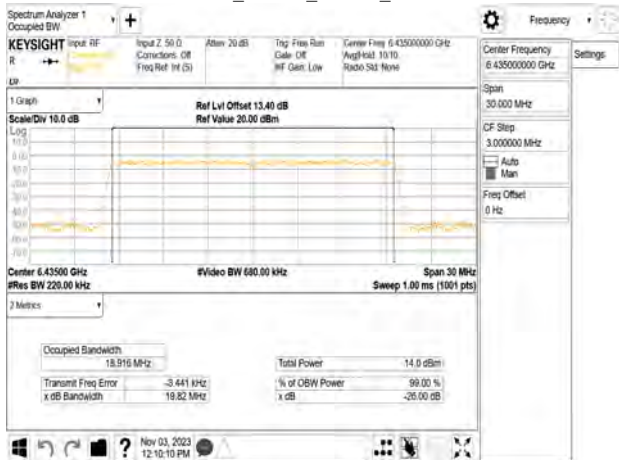 Spectrum Analyzer 1
Occupied BW
+
Frequency
KEYSIGHT Input: RF
Input Z: 50 Ω
Atten: 20 dB
Trig: Free Run
Center Freq: 6.435000000 GHz
R
Corrections: Off
Gate: Off
Avg|Hold: 10/10
Freq Ref: Int (S)
#IF Gain: Low
Radio Std: None
Center Frequency
6.435000000 GHz
Settings
Span
30.000 MHz
CF Step
3.000000 MHz
Auto
Man
Freq Offset
0 Hz
1 Graph
Ref Lvl Offset 13.40 dB
Scale/Div 10.0 dB
Ref Value 20.00 dBm
Log
Center 6.43500 GHz
#Video BW 680.00 kHz
Span 30 MHz
#Res BW 220.00 kHz
Sweep 1.00 ms (1001 pts)
2 Metrics
Occupied Bandwidth
18.916 MHz
Total Power
14.0 dBm
Transmit Freq Error
-3.441 kHz
% of OBW Power
99.00 %
x dB Bandwidth
19.82 MHz
x dB
-26.00 dB
?
Nov 03, 2023
12:10:10 PM